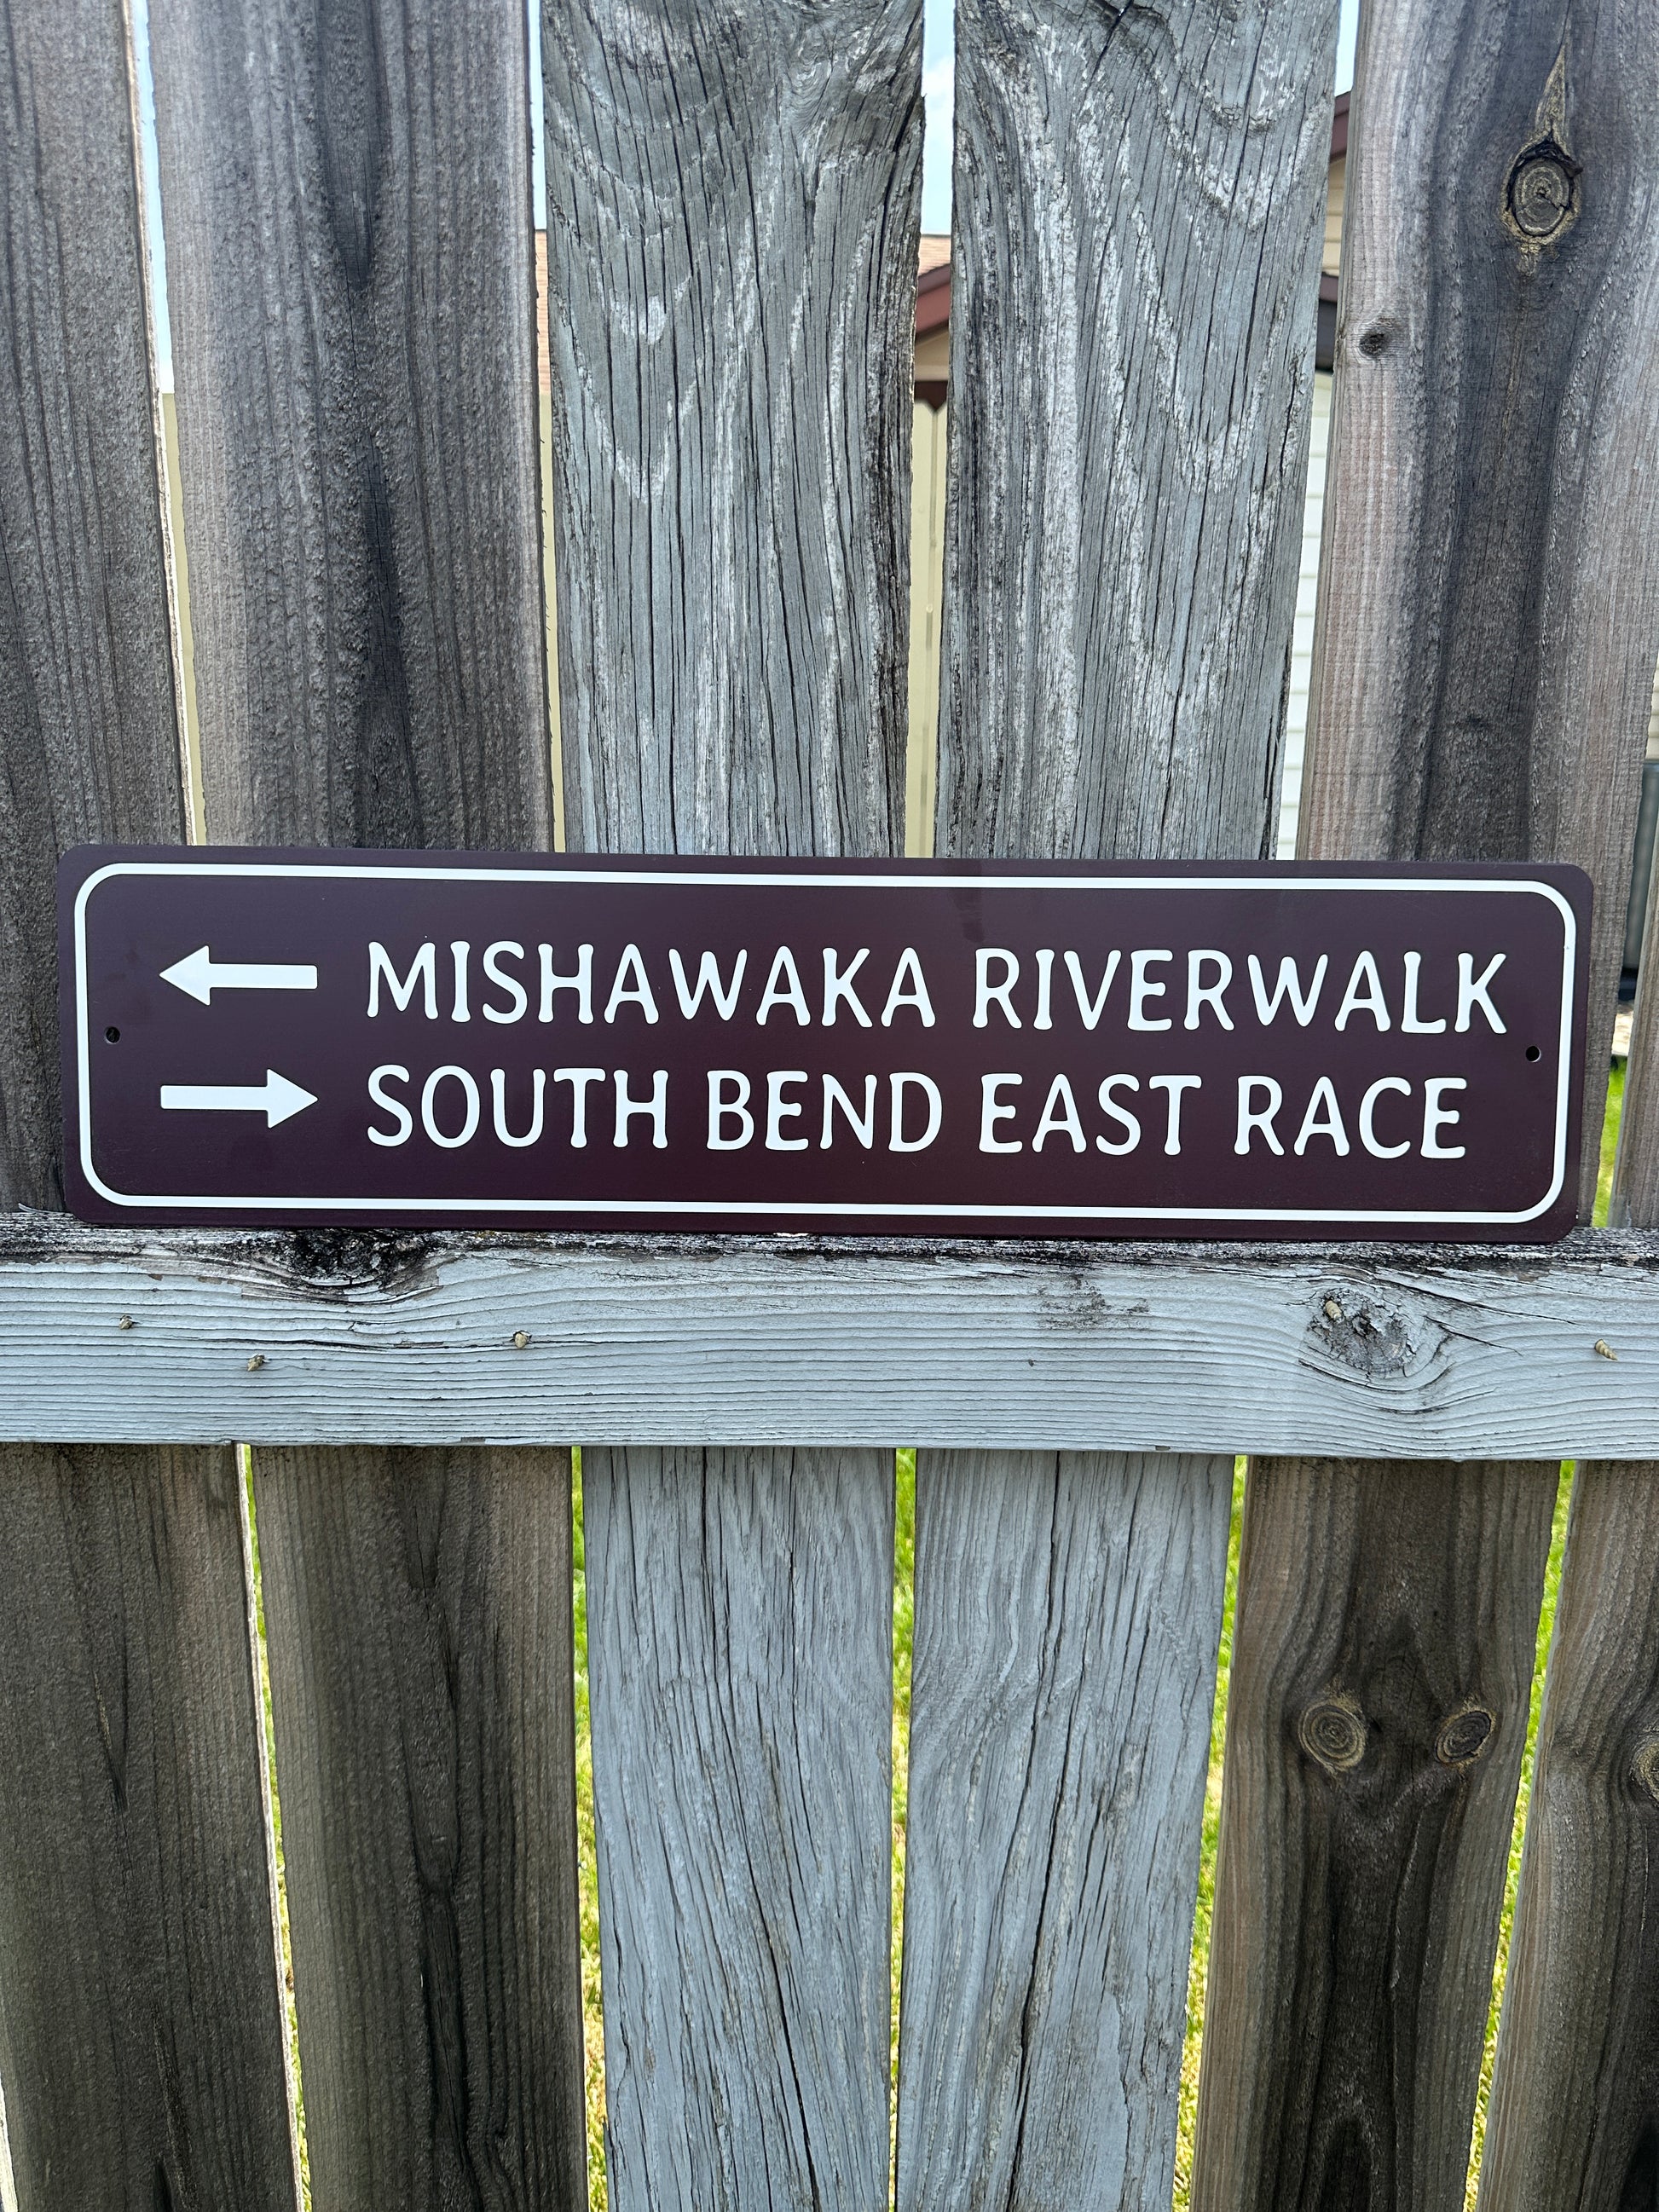 ← MISHAWAKA RIVERWALK
→ SOUTH BEND EAST RACE